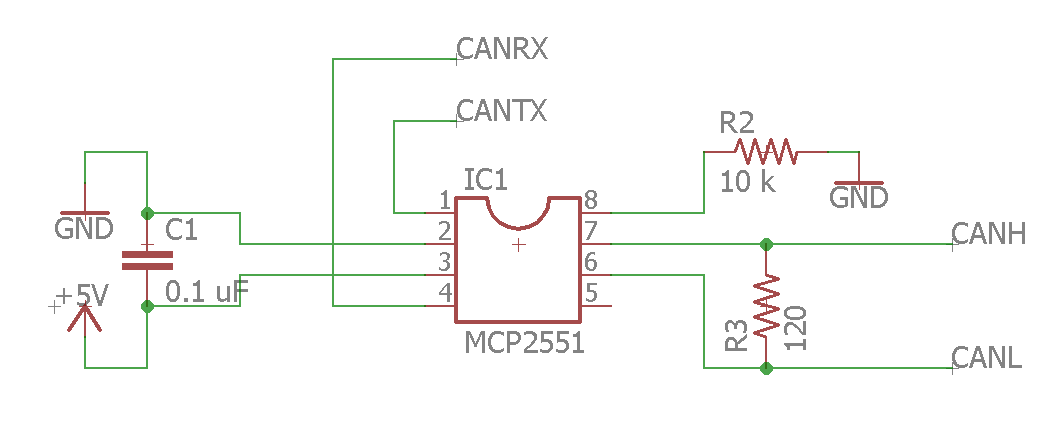 CANRX
CANTX
R2
10 k
GND
IC1
1
2
3
4
8
7
6
5
MCP2551
GND
C1
0.1 uF
+5V
CANH
R3
120
CANL